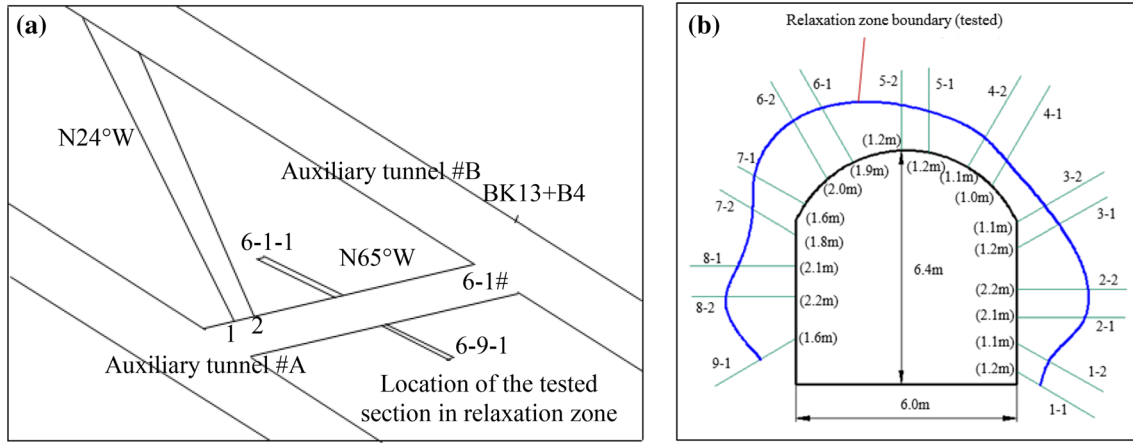 (a)
N24°W
Auxiliary tunnel #B
BK13+B4
6-1-1
N65°W
6-1#
1
2
6-9-1
Auxiliary tunnel #A
Location of the tested
section in relaxation zone
(b)
Relaxation zone boundary (tested)
5-2
5-1
6-1
6-2
4-2
4-1
(1.2m)
(1.2m)
(1.9m)
(1.1m)
7-1
(2.0m)
(1.0m)
3-2
7-2
(1.6m)
(1.1m)
3-1
(1.8m)
(1.2m)
8-1
(2.1m)
6.4m
2-2
(2.2m)
8-2
(2.2m)
(2.1m)
2-1
(1.6m)
(1.1m)
9-1
(1.2m)
1-2
1-1
6.0m